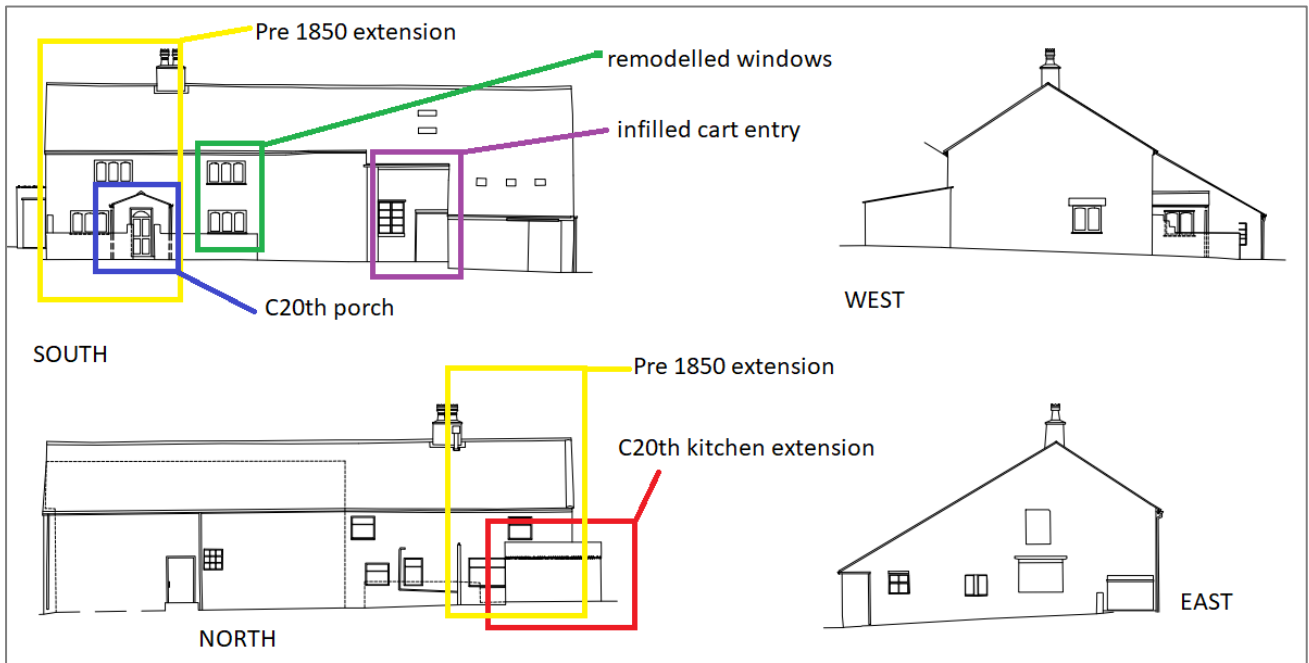 Pre 1850 extension
remodelled windows
infilled cart entry
C20th porch
SOUTH
WEST
Pre 1850 extension
C20th kitchen extension
NORTH
EAST